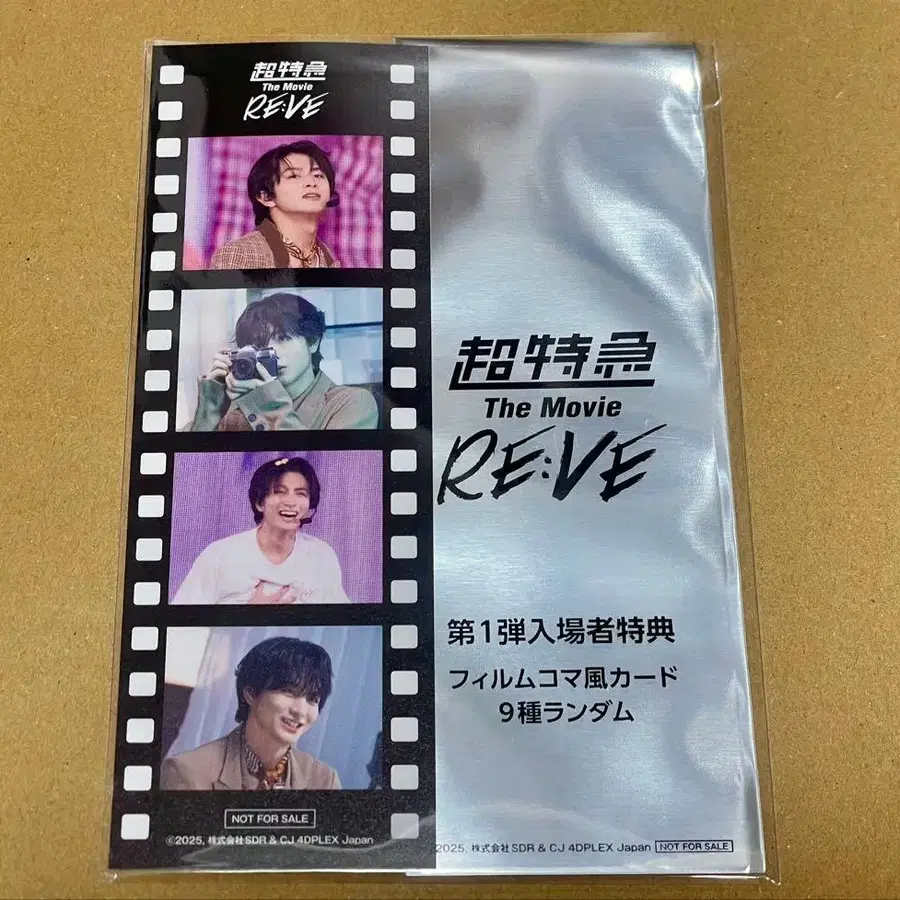 超特急
The Movie
RE:VE
NOT FOR SALE
©2025, 株式会社SDR & CJ 4DPLEX Japan
超特急
The Movie
RE:VE
第1弾入場者特典
フィルムコマ風カード
9種ランダム
2025, 株式会社SDR & CJ 4DPLEX Japan NOT FOR SALE